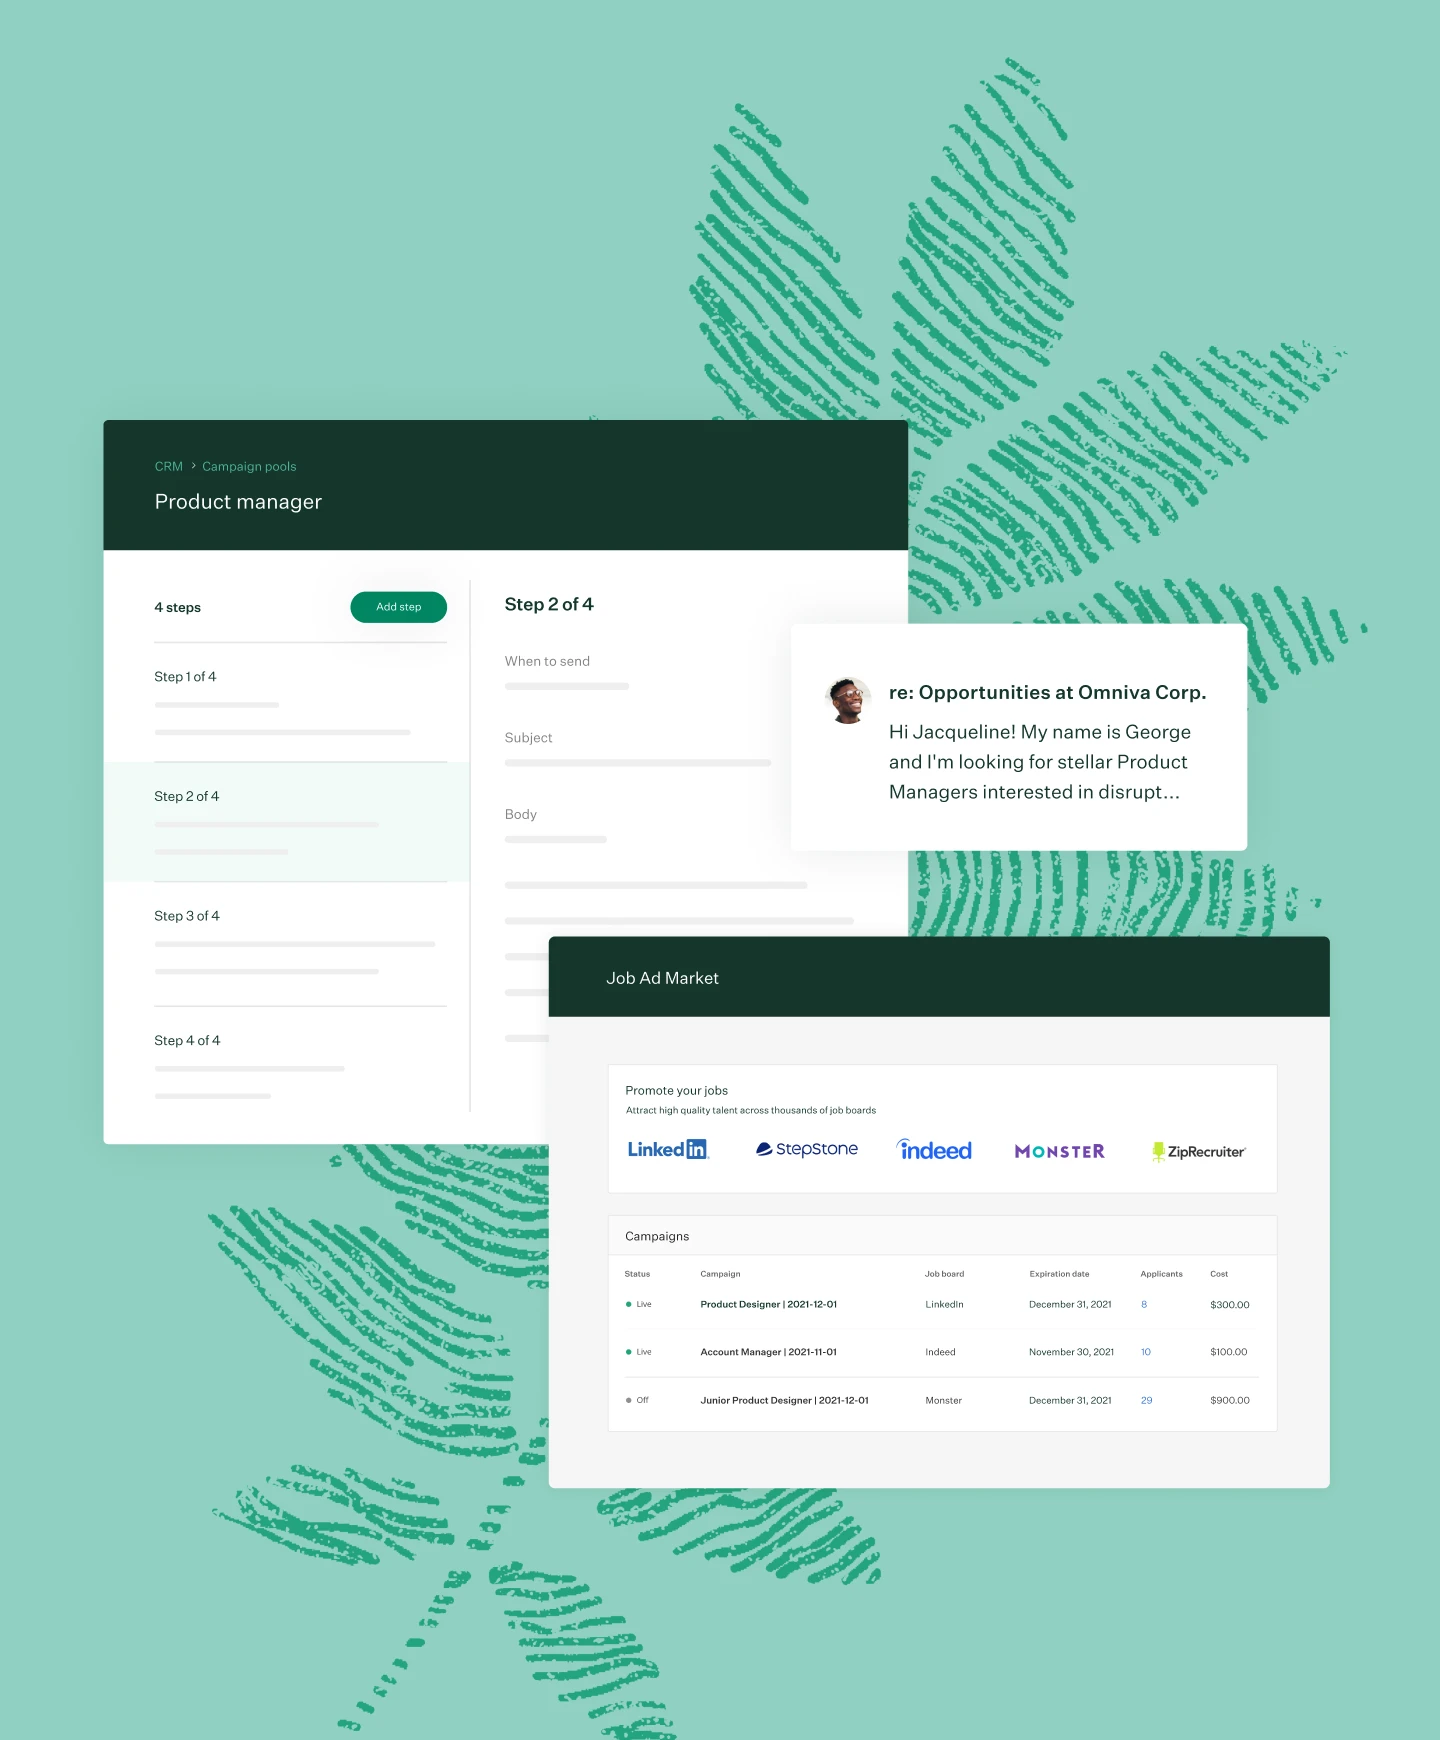 CRM > Campaign pools
Product manager
4 steps
Add step
Step 1 of 4
Step 2 of 4
Step 3 of 4
Step 4 of 4
Step 2 of 4
When to send
Subject
Body
re: Opportunities at Omniva Corp.
Hi Jacqueline! My name is George
and I'm looking for stellar Product
Managers interested in disrupt...
Job Ad Market
Promote your jobs
Attract high quality talent across thousands of job boards
LinkedIn StepStone indeed MONSTER ZipRecruiter
Campaigns
Status Campaign Job board Expiration date Applicants Cost
Live Product Designer | 2021-12-01 LinkedIn December 31, 2021 8 $300.00
Live Account Manager | 2021-11-01 Indeed November 30, 2021 10 $100.00
Off Junior Product Designer | 2021-12-01 Monster December 31, 2021 29 $900.00